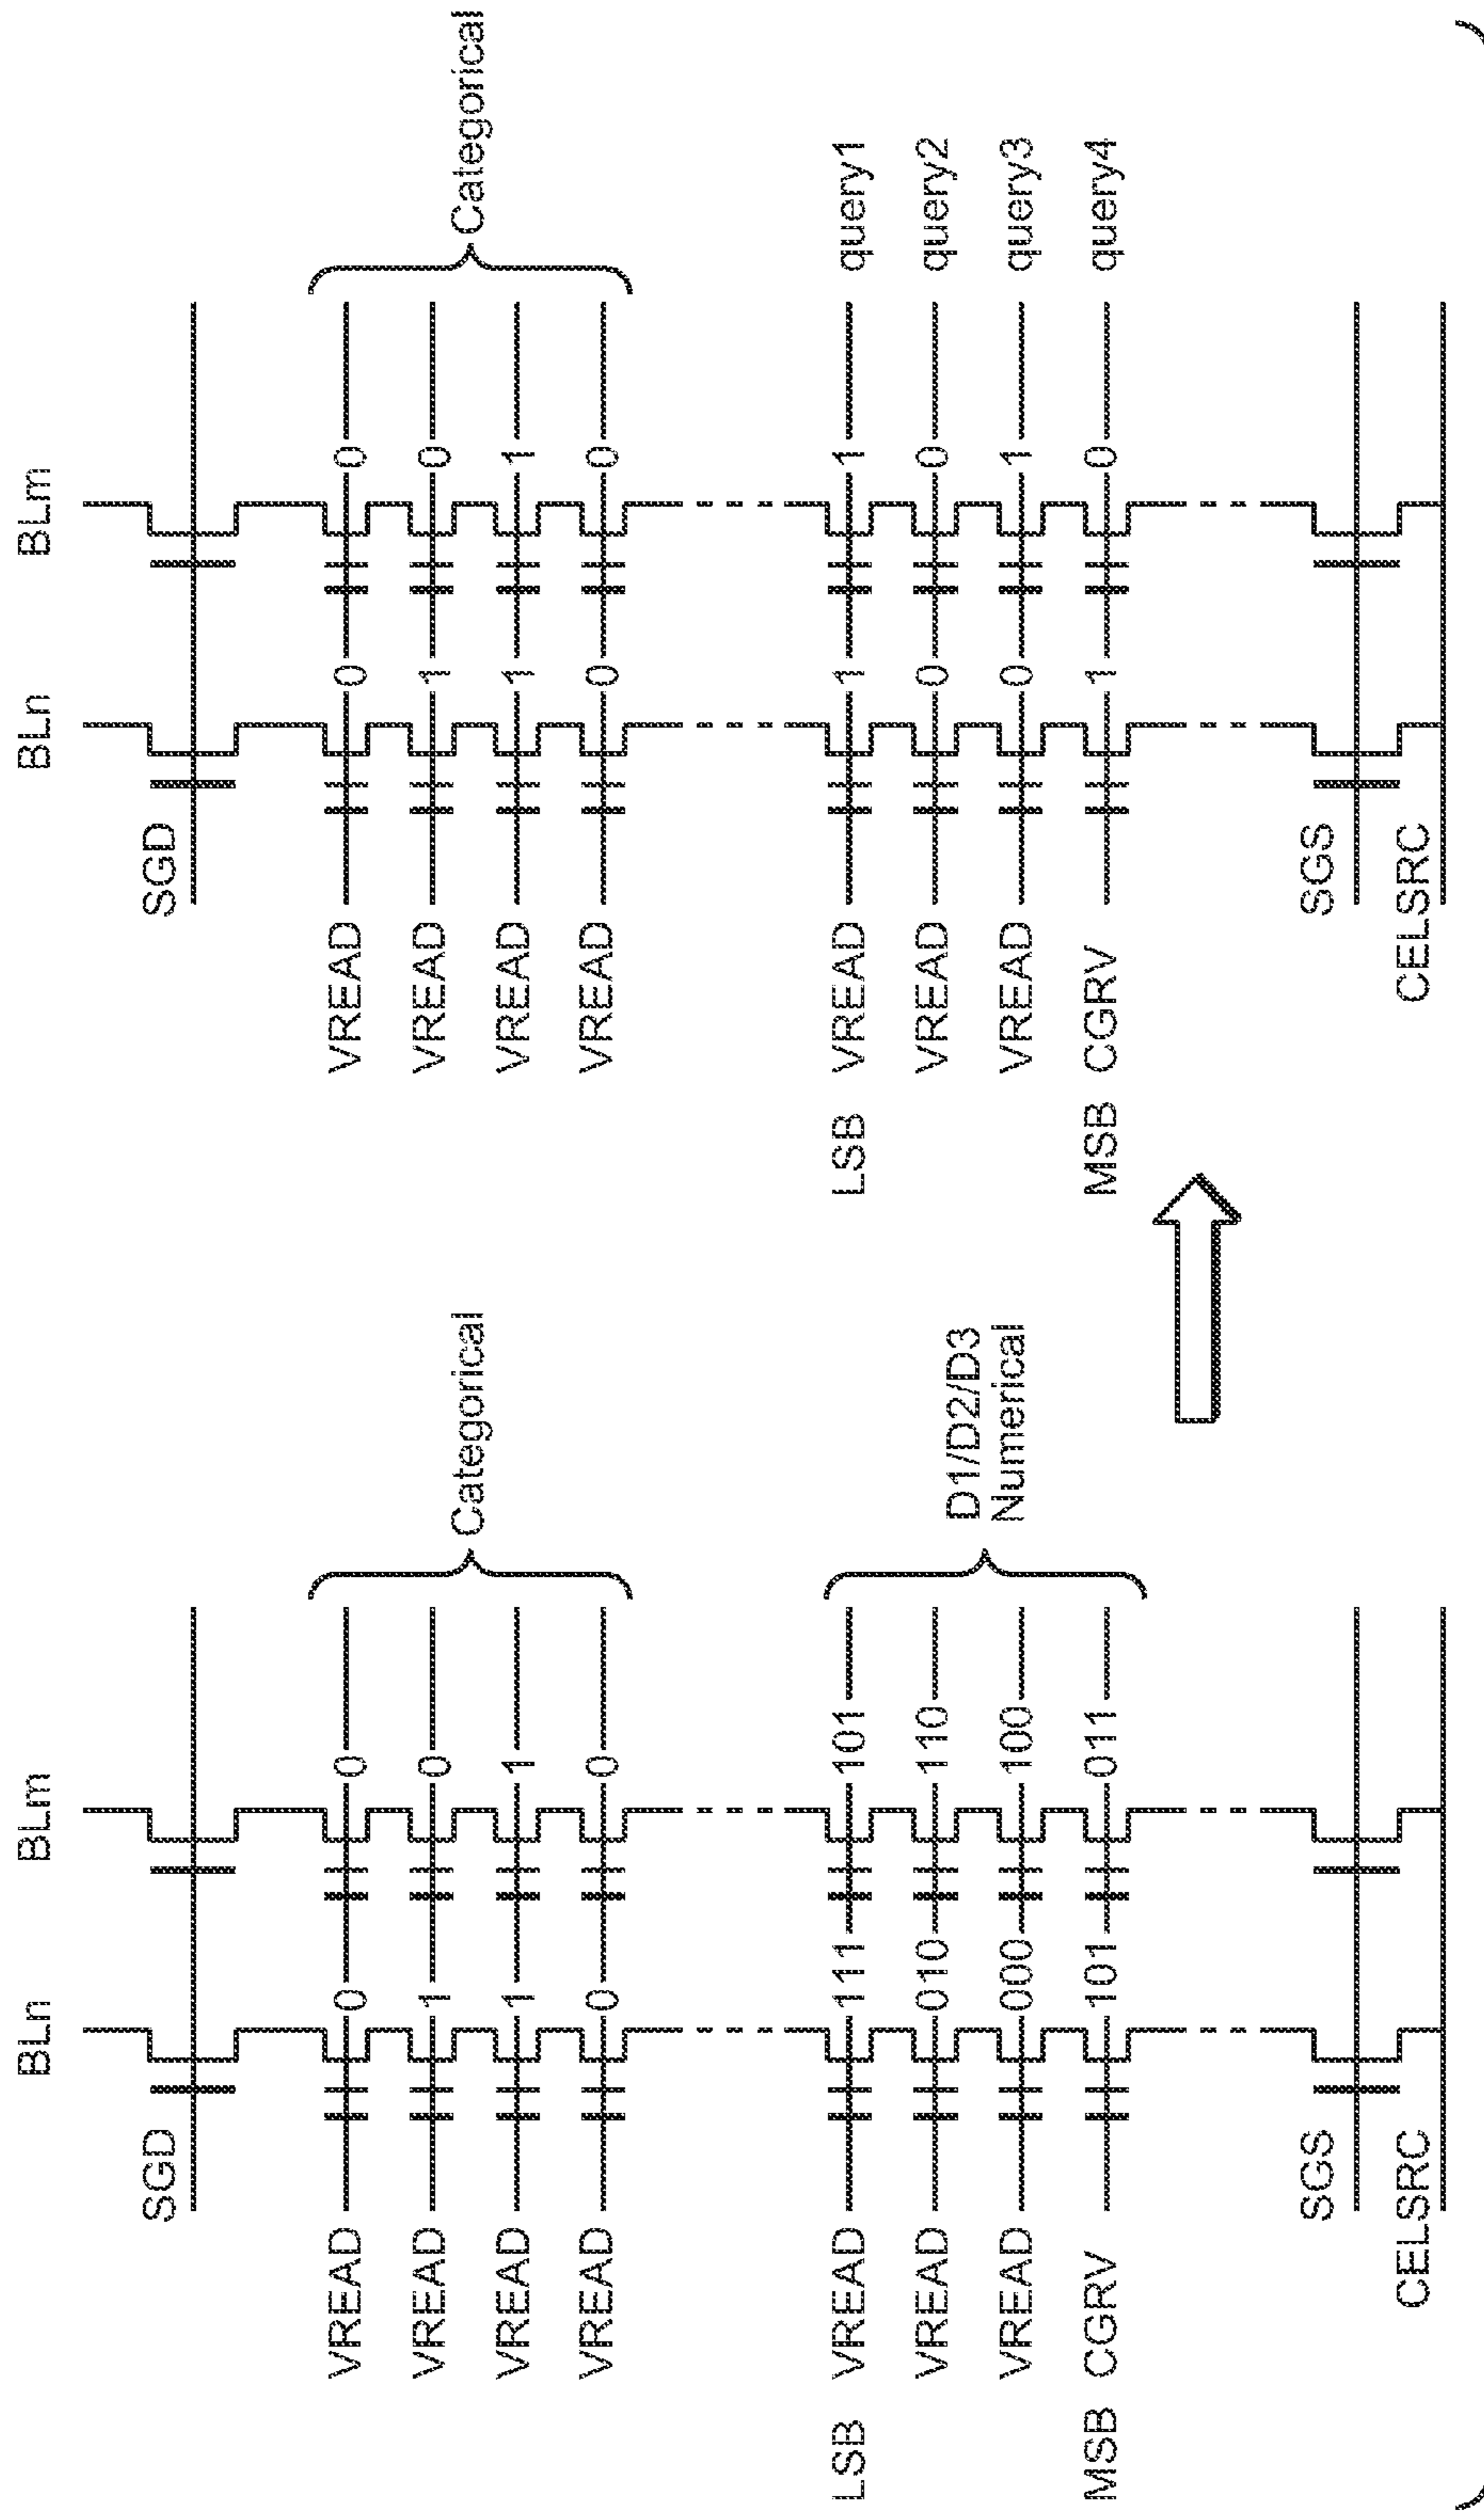 BLn BLm
SGD
VREAD 0 0
VREAD 1 0
VREAD 1 1
VREAD 0 0
Categorical
LSB VREAD 111 101
VREAD 010 110
VREAD 000 100
MSB CGRV 101 011
D1/D2/D3
Numerical
SGS
CELSRC
BLn BLm
SGD
VREAD 0 0
VREAD 1 0
VREAD 1 1
VREAD 0 0
Categorical
LSB VREAD 1 1 query1
VREAD 0 0 query2
VREAD 0 1 query3
MSB CGRV 1 0 query4
SGS
CELSRC